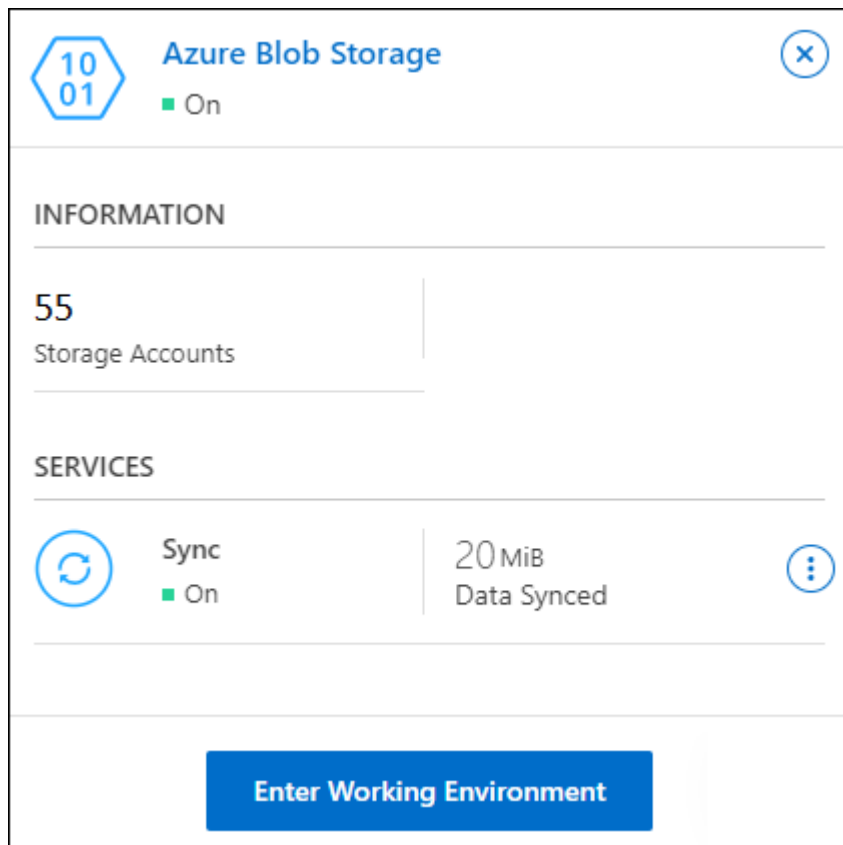 10
01
Azure Blob Storage
On
INFORMATION
55
Storage Accounts
SERVICES
Sync
On
20 MiB
Data Synced
Enter Working Environment